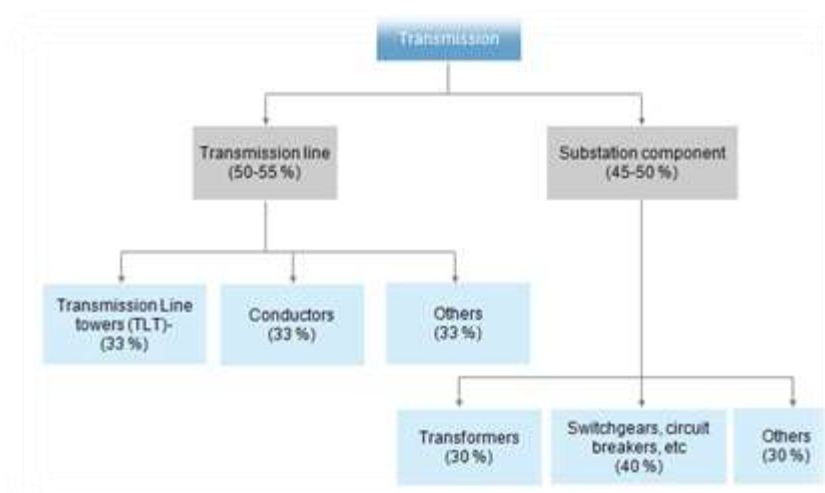 Transmission
Transmission line
(50-55 %)
Substation component
(45-50 %)
Transmission Line
towers (TLT)-
(33 %)
Conductors
(33 %)
Others
(33 %)
Transformers
(30 %)
Switchgears, circuit
breakers, etc
(40 %)
Others
(30 %)